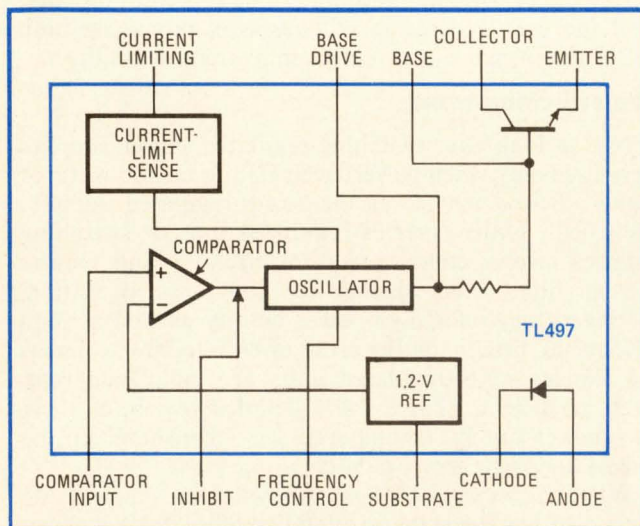 CURRENT
LIMITING
BASE
DRIVE
BASE
COLLECTOR
EMITTER
CURRENT-
LIMIT
SENSE
COMPARATOR
+
−
OSCILLATOR
TL497
1.2-V
REF
COMPARATOR
INPUT
INHIBIT
FREQUENCY
CONTROL
SUBSTRATE
CATHODE
ANODE